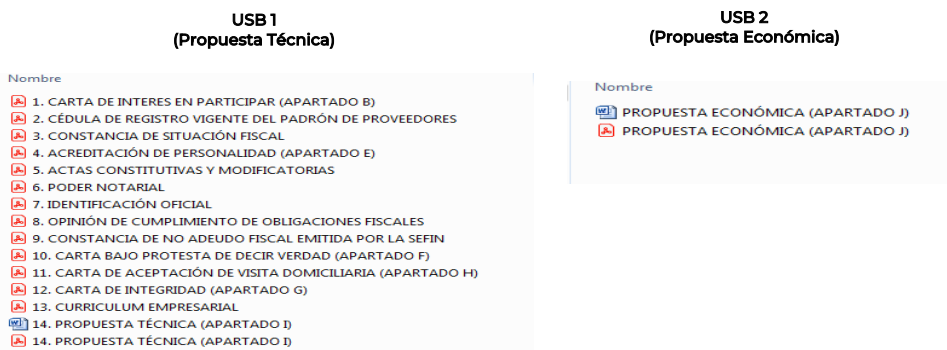 USB 1
(Propuesta Técnica)
Nombre
1. CARTA DE INTERES EN PARTICIPAR (APARTADO B)
2. CÉDULA DE REGISTRO VIGENTE DEL PADRÓN DE PROVEEDORES
3. CONSTANCIA DE SITUACIÓN FISCAL
4. ACREDITACIÓN DE PERSONALIDAD (APARTADO E)
5. ACTAS CONSTITUTIVAS Y MODIFICATORIAS
6. PODER NOTARIAL
7. IDENTIFICACIÓN OFICIAL
8. OPINIÓN DE CUMPLIMIENTO DE OBLIGACIONES FISCALES
9. CONSTANCIA DE NO ADEUDO FISCAL EMITIDA POR LA SEFIN
10. CARTA BAJO PROTESTA DE DECIR VERDAD (APARTADO F)
11. CARTA DE ACEPTACIÓN DE VISITA DOMICILIARIA (APARTADO H)
12. CARTA DE INTEGRIDAD (APARTADO G)
13. CURRICULUM EMPRESARIAL
14. PROPUESTA TÉCNICA (APARTADO I)
14. PROPUESTA TÉCNICA (APARTADO I)
USB 2
(Propuesta Económica)
Nombre
PROPUESTA ECONÓMICA (APARTADO J)
PROPUESTA ECONÓMICA (APARTADO J)